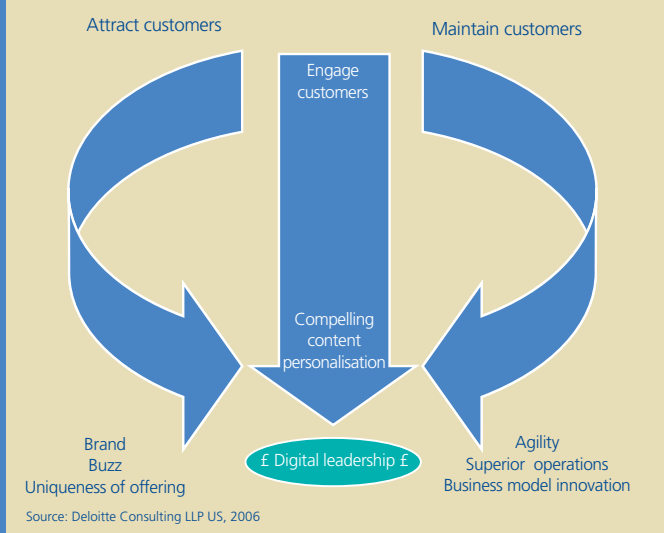 Attract customers
Maintain customers
Engage
customers
Compelling
content
personalisation
Brand
Buzz
Uniqueness of offering
£ Digital leadership £
Agility
Superior operations
Business model innovation
Source: Deloitte Consulting LLP US, 2006